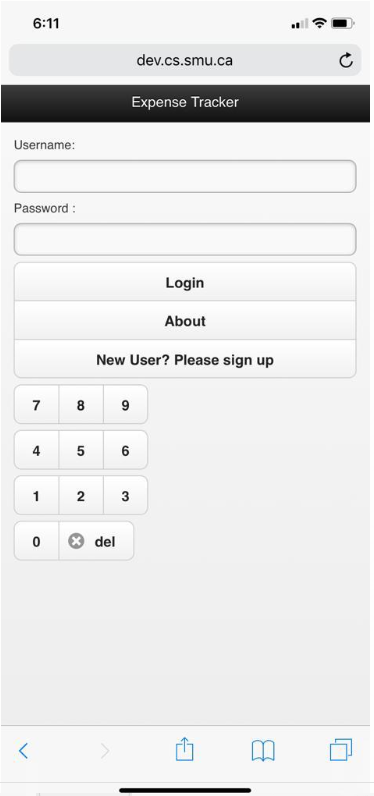 6:11
dev.cs.smu.ca
Expense Tracker
Username:
Password :
Login
About
New User? Please sign up
7 8 9
4 5 6
1 2 3
0 del